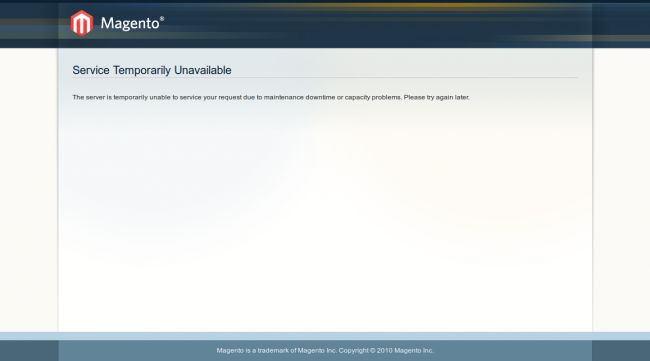 Magento®
Service Temporarily Unavailable
The server is temporarily unable to service your request due to maintenance downtime or capacity problems. Please try again later.
Magento is a trademark of Magento Inc. Copyright © 2010 Magento Inc.